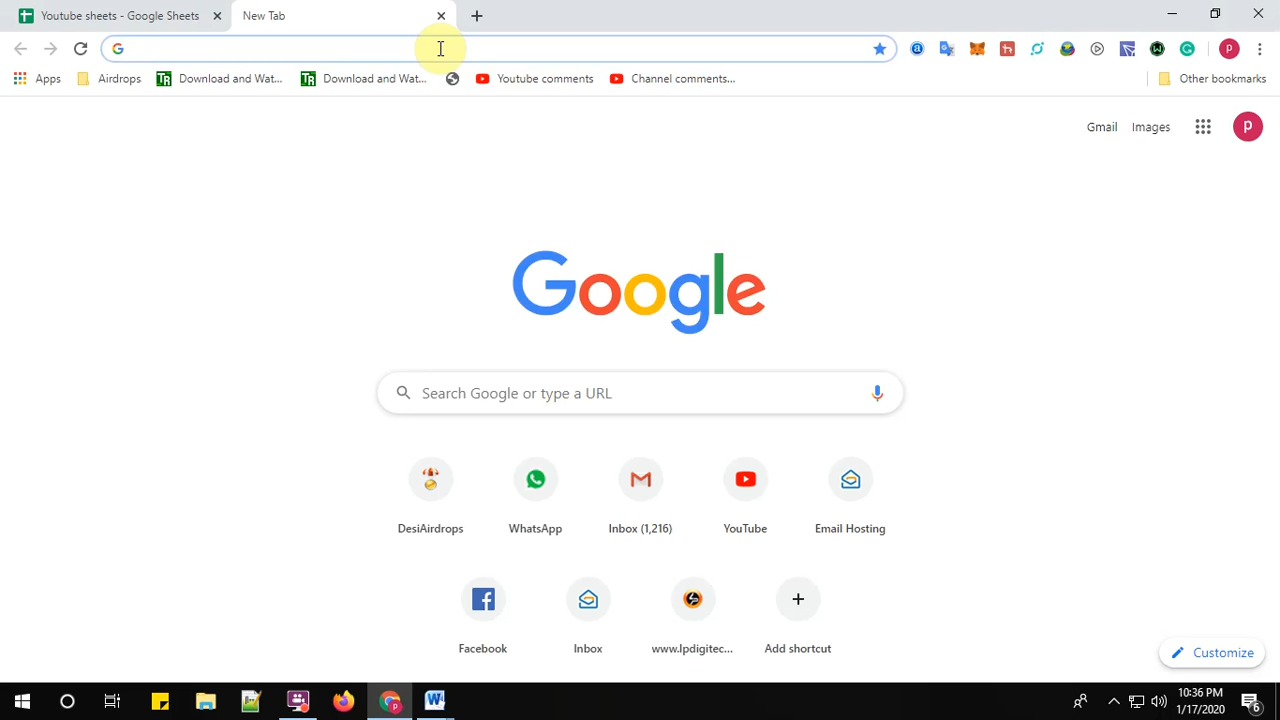 Youtube sheets - Google Sheets
New Tab
Apps
Airdrops
Download and Wat...
Download and Wat...
Youtube comments
Channel comments...
Other bookmarks
Gmail
Images
p
Google
Search Google or type a URL
DesiAirdrops
WhatsApp
Inbox (1,216)
YouTube
Email Hosting
Facebook
Inbox
www.lpdigitec...
Add shortcut
Customize
10:36 PM
1/17/2020
6